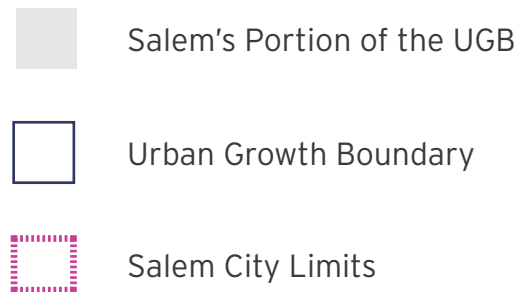 Salem's Portion of the UGB
Urban Growth Boundary
Salem City Limits